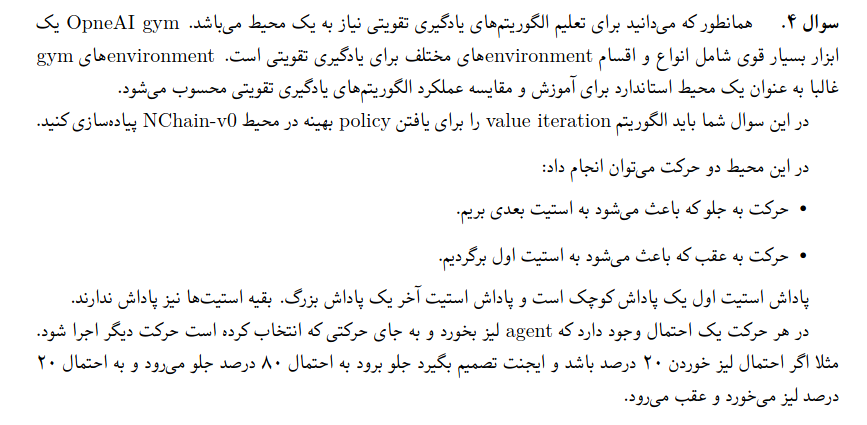 سوال ۴. همانطور که می‌دانید برای تعلیم الگوریتم‌های یادگیری تقویتی نیاز به یک محیط می‌باشد. OpneAI gym یک
ابزار بسیار قوی شامل انواع و اقسام environmentهای مختلف برای یادگیری تقویتی است. environmentهای gym
غالبا به عنوان یک محیط استاندارد برای آموزش و مقایسه عملکرد الگوریتم‌های یادگیری تقویتی محسوب می‌شود.
در این سوال شما باید الگوریتم value iteration را برای یافتن policy بهینه در محیط NChain-v0 پیاده‌سازی کنید.
در این محیط دو حرکت می‌توان انجام داد:
• حرکت به جلو که باعث می‌شود به استیت بعدی بریم.
• حرکت به عقب که باعث می‌شود به استیت اول برگردیم.
پاداش استیت اول یک پاداش کوچک است و پاداش استیت آخر یک پاداش بزرگ. بقیه استیت‌ها نیز پاداش ندارند.
در هر حرکت یک احتمال وجود دارد که agent لیز بخورد و به جای حرکتی که انتخاب کرده است حرکت دیگر اجرا شود.
مثلا اگر احتمال لیز خوردن ۲۰ درصد باشد و ایجنت تصمیم بگیرد جلو برود به احتمال ۸۰ درصد جلو می‌رود و به احتمال ۲۰
درصد لیز می‌خورد و عقب می‌رود.